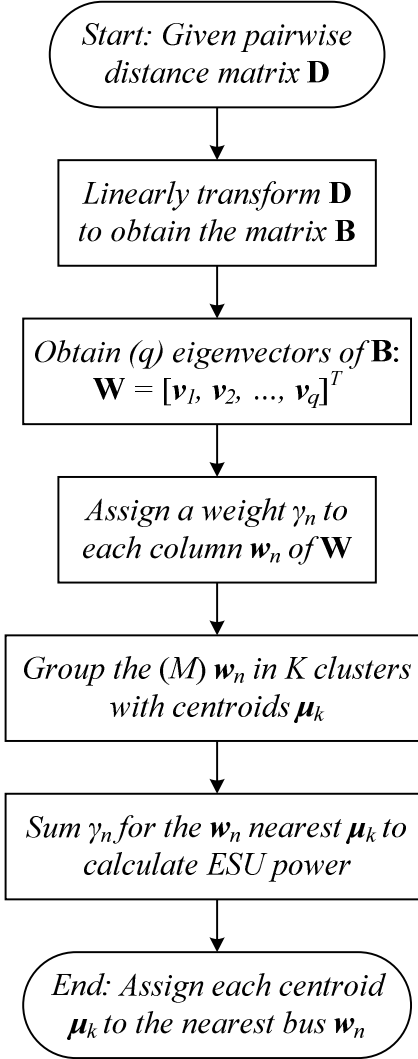 Start: Given pairwise
distance matrix D
Linearly transform D
to obtain the matrix B
Obtain (q) eigenvectors of B:
W = [v₁, v₂, ..., v_q]ᵀ
Assign a weight γₙ to
each column wₙ of W
Group the (M) wₙ in K clusters
with centroids μₖ
Sum γₙ for the wₙ nearest μₖ to
calculate ESU power
End: Assign each centroid
μₖ to the nearest bus wₙ